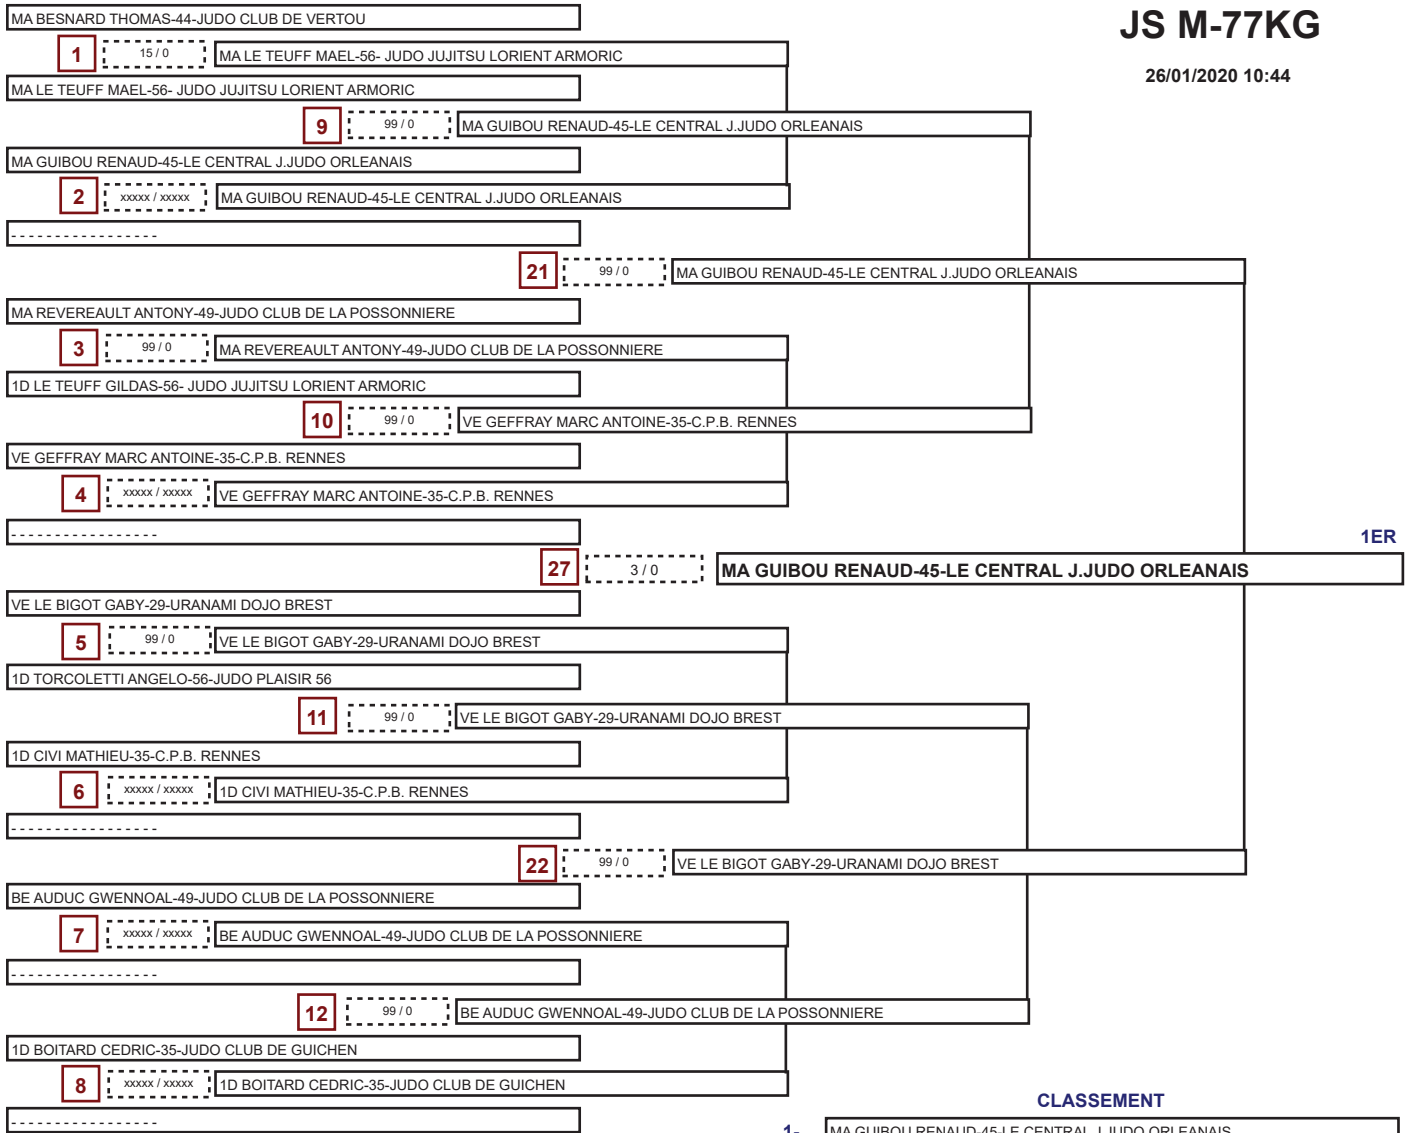 MA BESNARD THOMAS-44-JUDO CLUB DE VERTOU
JS M-77KG
1 15 / 0 MA LE TEUFF MAEL-56- JUDO JUJITSU LORIENT ARMORIC
26/01/2020 10:44
MA LE TEUFF MAEL-56- JUDO JUJITSU LORIENT ARMORIC
9 99 / 0 MA GUIBOU RENAUD-45-LE CENTRAL J.JUDO ORLEANAIS
MA GUIBOU RENAUD-45-LE CENTRAL J.JUDO ORLEANAIS
2 xxxxx / xxxxx MA GUIBOU RENAUD-45-LE CENTRAL J.JUDO ORLEANAIS
- - - - - - - - - - - - - - - - -
21 99 / 0 MA GUIBOU RENAUD-45-LE CENTRAL J.JUDO ORLEANAIS
MA REVEREAULT ANTONY-49-JUDO CLUB DE LA POSSONNIERE
3 99 / 0 MA REVEREAULT ANTONY-49-JUDO CLUB DE LA POSSONNIERE
1D LE TEUFF GILDAS-56- JUDO JUJITSU LORIENT ARMORIC
10 99 / 0 VE GEFFRAY MARC ANTOINE-35-C.P.B. RENNES
VE GEFFRAY MARC ANTOINE-35-C.P.B. RENNES
4 xxxxx / xxxxx VE GEFFRAY MARC ANTOINE-35-C.P.B. RENNES
- - - - - - - - - - - - - - - - -
1ER
27 3 / 0 MA GUIBOU RENAUD-45-LE CENTRAL J.JUDO ORLEANAIS
VE LE BIGOT GABY-29-URANAMI DOJO BREST
5 99 / 0 VE LE BIGOT GABY-29-URANAMI DOJO BREST
1D TORCOLETTI ANGELO-56-JUDO PLAISIR 56
11 99 / 0 VE LE BIGOT GABY-29-URANAMI DOJO BREST
1D CIVI MATHIEU-35-C.P.B. RENNES
6 xxxxx / xxxxx 1D CIVI MATHIEU-35-C.P.B. RENNES
- - - - - - - - - - - - - - - - -
22 99 / 0 VE LE BIGOT GABY-29-URANAMI DOJO BREST
BE AUDUC GWENNOAL-49-JUDO CLUB DE LA POSSONNIERE
7 xxxxx / xxxxx BE AUDUC GWENNOAL-49-JUDO CLUB DE LA POSSONNIERE
- - - - - - - - - - - - - - - - -
12 99 / 0 BE AUDUC GWENNOAL-49-JUDO CLUB DE LA POSSONNIERE
1D BOITARD CEDRIC-35-JUDO CLUB DE GUICHEN
8 xxxxx / xxxxx 1D BOITARD CEDRIC-35-JUDO CLUB DE GUICHEN
CLASSEMENT
- - - - - - - - - - - - - - - - -
1- MA GUIBOU RENAUD-45-LE CENTRAL J.JUDO ORLEANAIS